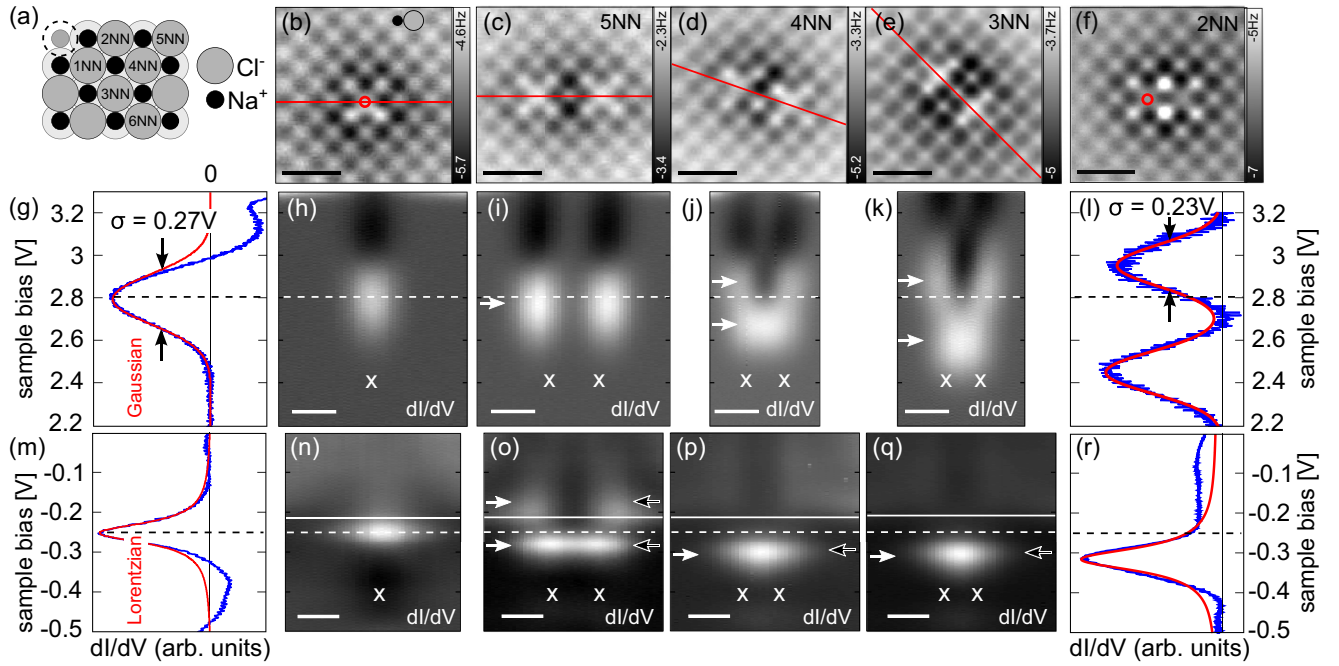 (a)
2NN
5NN
1NN
4NN
3NN
6NN
Cl-
Na+
(b)
-4.6Hz
-5.7
(c)
5NN
-2.3Hz
-3.4
(d)
4NN
-3.3Hz
-5.2
(e)
3NN
-3.7Hz
-5
(f)
2NN
-5Hz
-7
0
(g)
σ = 0.27V
3.2
3
2.8
2.6
2.4
2.2
sample bias [V]
Gaussian
(h)
x
dI/dV
(i)
x x
dI/dV
(j)
x x
dI/dV
(k)
x x
dI/dV
(l)
σ = 0.23V
3.2
3
2.8
2.6
2.4
2.2
sample bias [V]
(m)
-0.1
-0.2
-0.3
-0.4
-0.5
sample bias [V]
Lorentzian
dI/dV (arb. units)
(n)
x
dI/dV
(o)
x x
dI/dV
(p)
x x
dI/dV
(q)
x x
dI/dV
(r)
-0.1
-0.2
-0.3
-0.4
-0.5
sample bias [V]
dI/dV (arb. units)